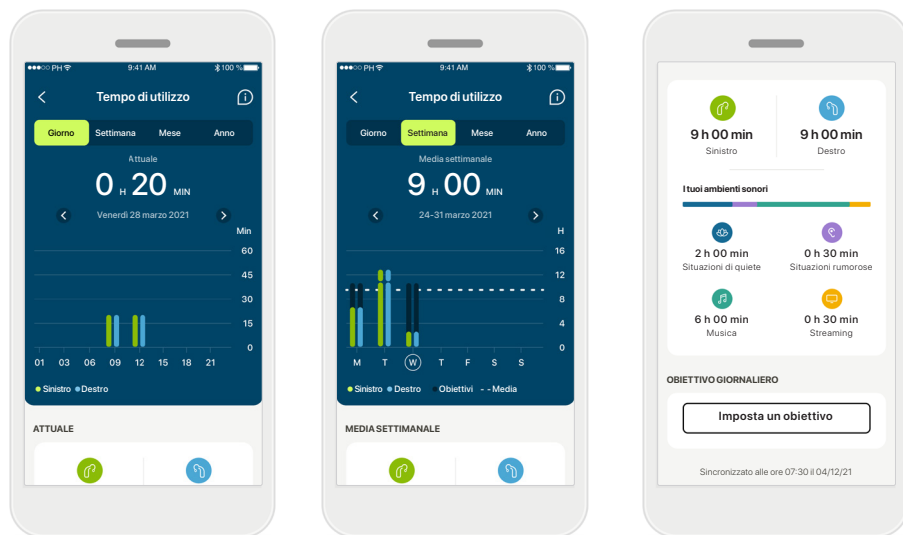 ●●●○○ PH 9:41 AM 100 %
Tempo di utilizzo
Giorno Settimana Mese Anno
Attuale
0 H 20 MIN
Venerdì 28 marzo 2021
Min
60
45
30
15
0
01 03 06 09 12 15 18 21
Sinistro Destro
ATTUALE
●●●○○ PH 9:41 AM 100 %
Tempo di utilizzo
Giorno Settimana Mese Anno
Media settimanale
9 H 00 MIN
24-31 marzo 2021
H
16
12
8
4
0
M T W T F S S
Sinistro Destro Obiettivi - - Media
MEDIA SETTIMANALE
9 h 00 min 9 h 00 min
Sinistro Destro
I tuoi ambienti sonori
2 h 00 min 0 h 30 min
Situazioni di quiete Situazioni rumorose
6 h 00 min 0 h 30 min
Musica Streaming
OBIETTIVO GIORNALIERO
Imposta un obiettivo
Sincronizzato alle ore 07:30 il 04/12/21